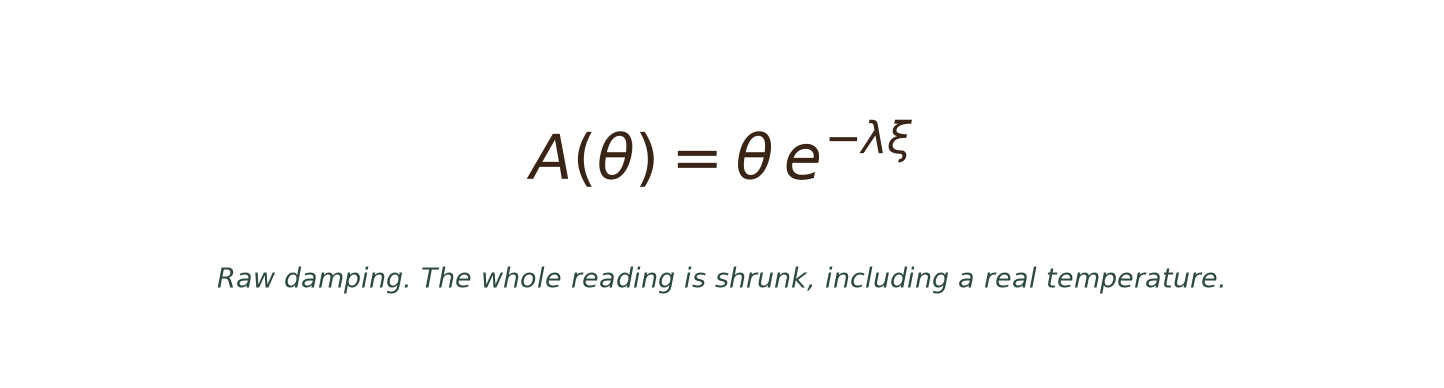 A(θ) = θ e^{−λξ}
Raw damping. The whole reading is shrunk, including a real temperature.